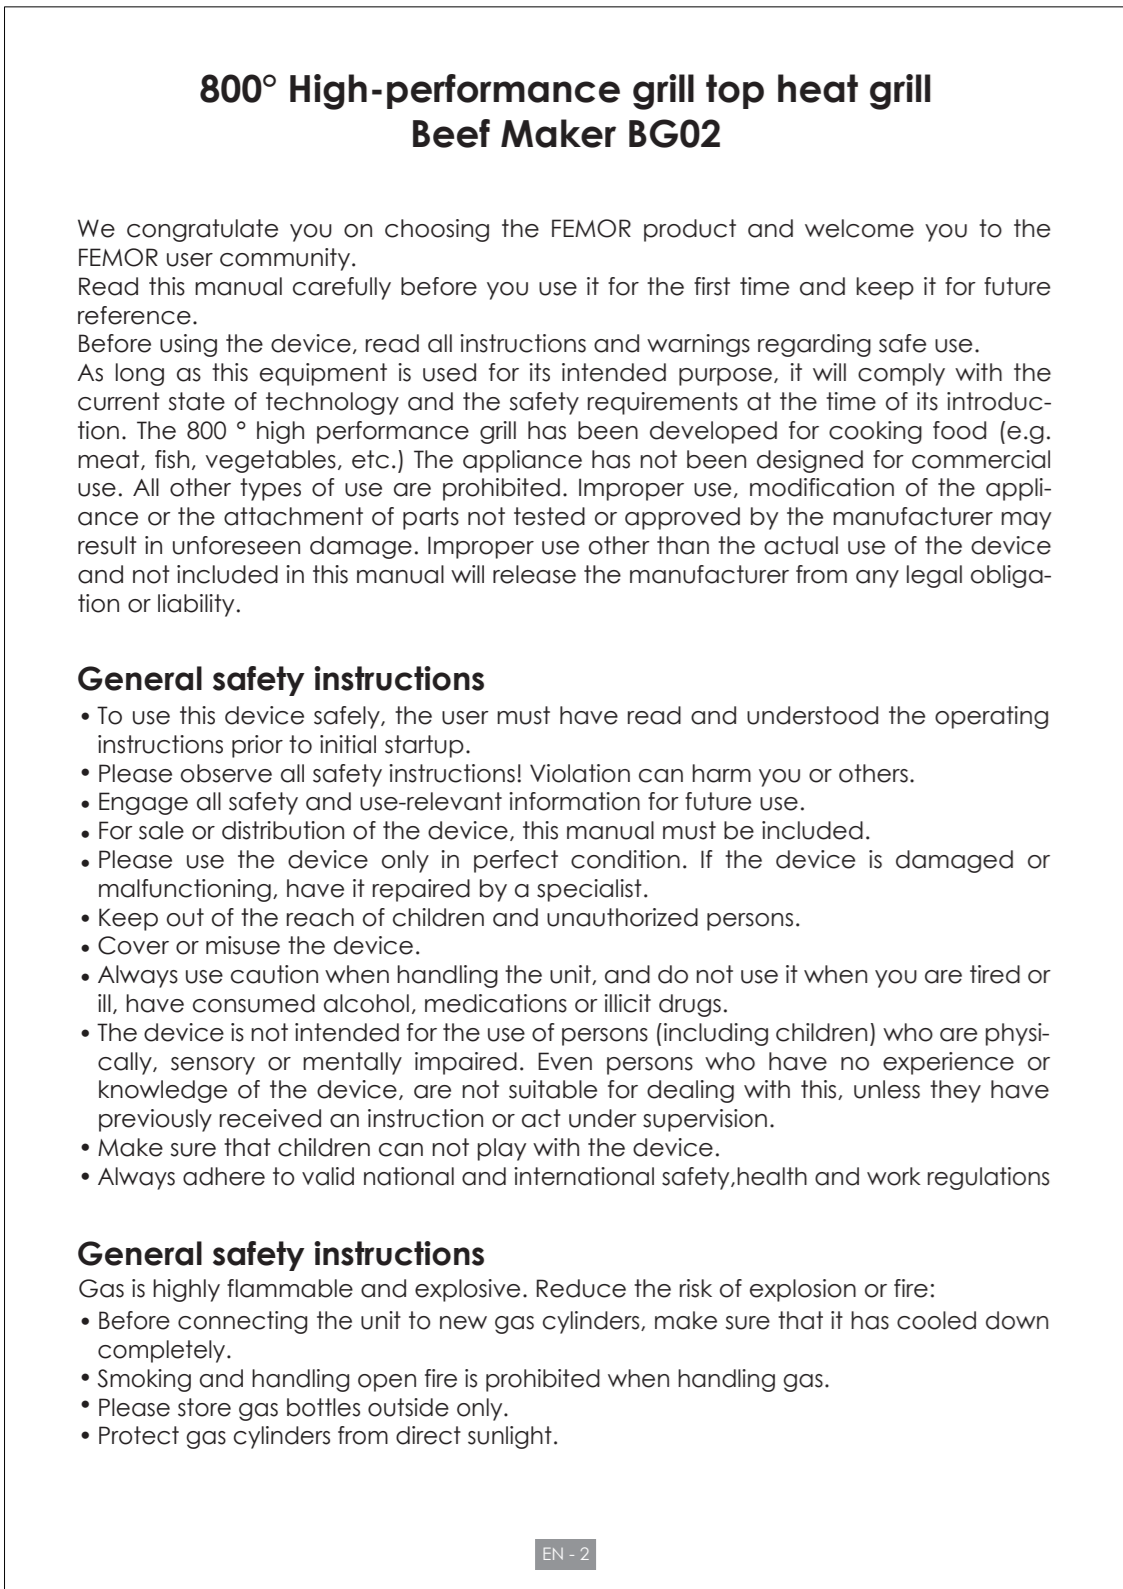 800° High-performance grill top heat grill
Beef Maker BG02
We congratulate you on choosing the FEMOR product and welcome you to the
FEMOR user community.
Read this manual carefully before you use it for the first time and keep it for future
reference.
Before using the device, read all instructions and warnings regarding safe use.
As long as this equipment is used for its intended purpose, it will comply with the
current state of technology and the safety requirements at the time of its introduc-
tion. The 800 ° high performance grill has been developed for cooking food (e.g.
meat, fish, vegetables, etc.) The appliance has not been designed for commercial
use. All other types of use are prohibited. Improper use, modification of the appli-
ance or the attachment of parts not tested or approved by the manufacturer may
result in unforeseen damage. Improper use other than the actual use of the device
and not included in this manual will release the manufacturer from any legal obliga-
tion or liability.
General safety instructions
• To use this device safely, the user must have read and understood the operating
instructions prior to initial startup.
• Please observe all safety instructions! Violation can harm you or others.
• Engage all safety and use-relevant information for future use.
• For sale or distribution of the device, this manual must be included.
• Please use the device only in perfect condition. If the device is damaged or
malfunctioning, have it repaired by a specialist.
• Keep out of the reach of children and unauthorized persons.
• Cover or misuse the device.
• Always use caution when handling the unit, and do not use it when you are tired or
ill, have consumed alcohol, medications or illicit drugs.
• The device is not intended for the use of persons (including children) who are physi-
cally, sensory or mentally impaired. Even persons who have no experience or
knowledge of the device, are not suitable for dealing with this, unless they have
previously received an instruction or act under supervision.
• Make sure that children can not play with the device.
• Always adhere to valid national and international safety,health and work regulations
General safety instructions
Gas is highly flammable and explosive. Reduce the risk of explosion or fire:
• Before connecting the unit to new gas cylinders, make sure that it has cooled down
completely.
• Smoking and handling open fire is prohibited when handling gas.
• Please store gas bottles outside only.
• Protect gas cylinders from direct sunlight.
EN - 2